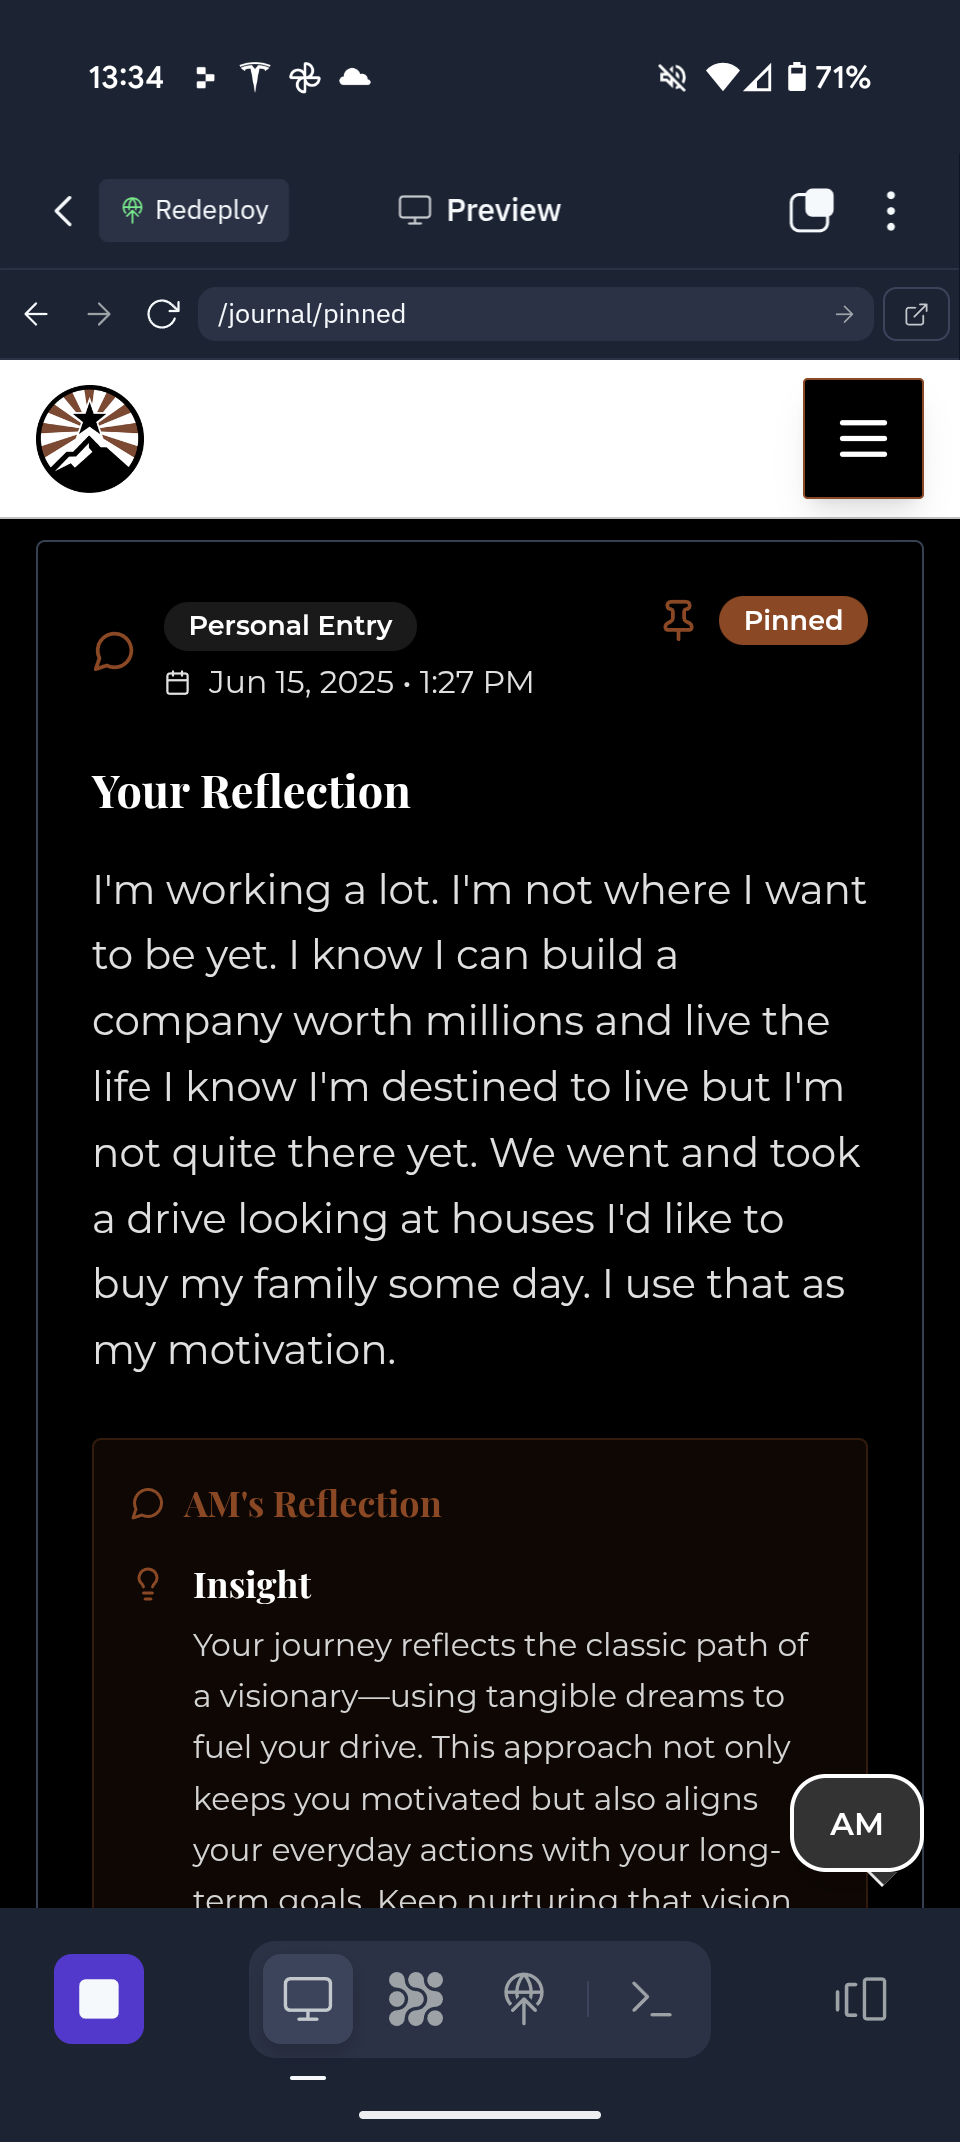 13:34
71%
Redeploy
Preview
/journal/pinned
Personal Entry
Pinned
Jun 15, 2025 • 1:27 PM
Your Reflection
I'm working a lot. I'm not where I want
to be yet. I know I can build a
company worth millions and live the
life I know I'm destined to live but I'm
not quite there yet. We went and took
a drive looking at houses I'd like to
buy my family some day. I use that as
my motivation.
AM's Reflection
Insight
Your journey reflects the classic path of
a visionary—using tangible dreams to
fuel your drive. This approach not only
keeps you motivated but also aligns
your everyday actions with your long-
term goals. Keep nurturing that vision
AM